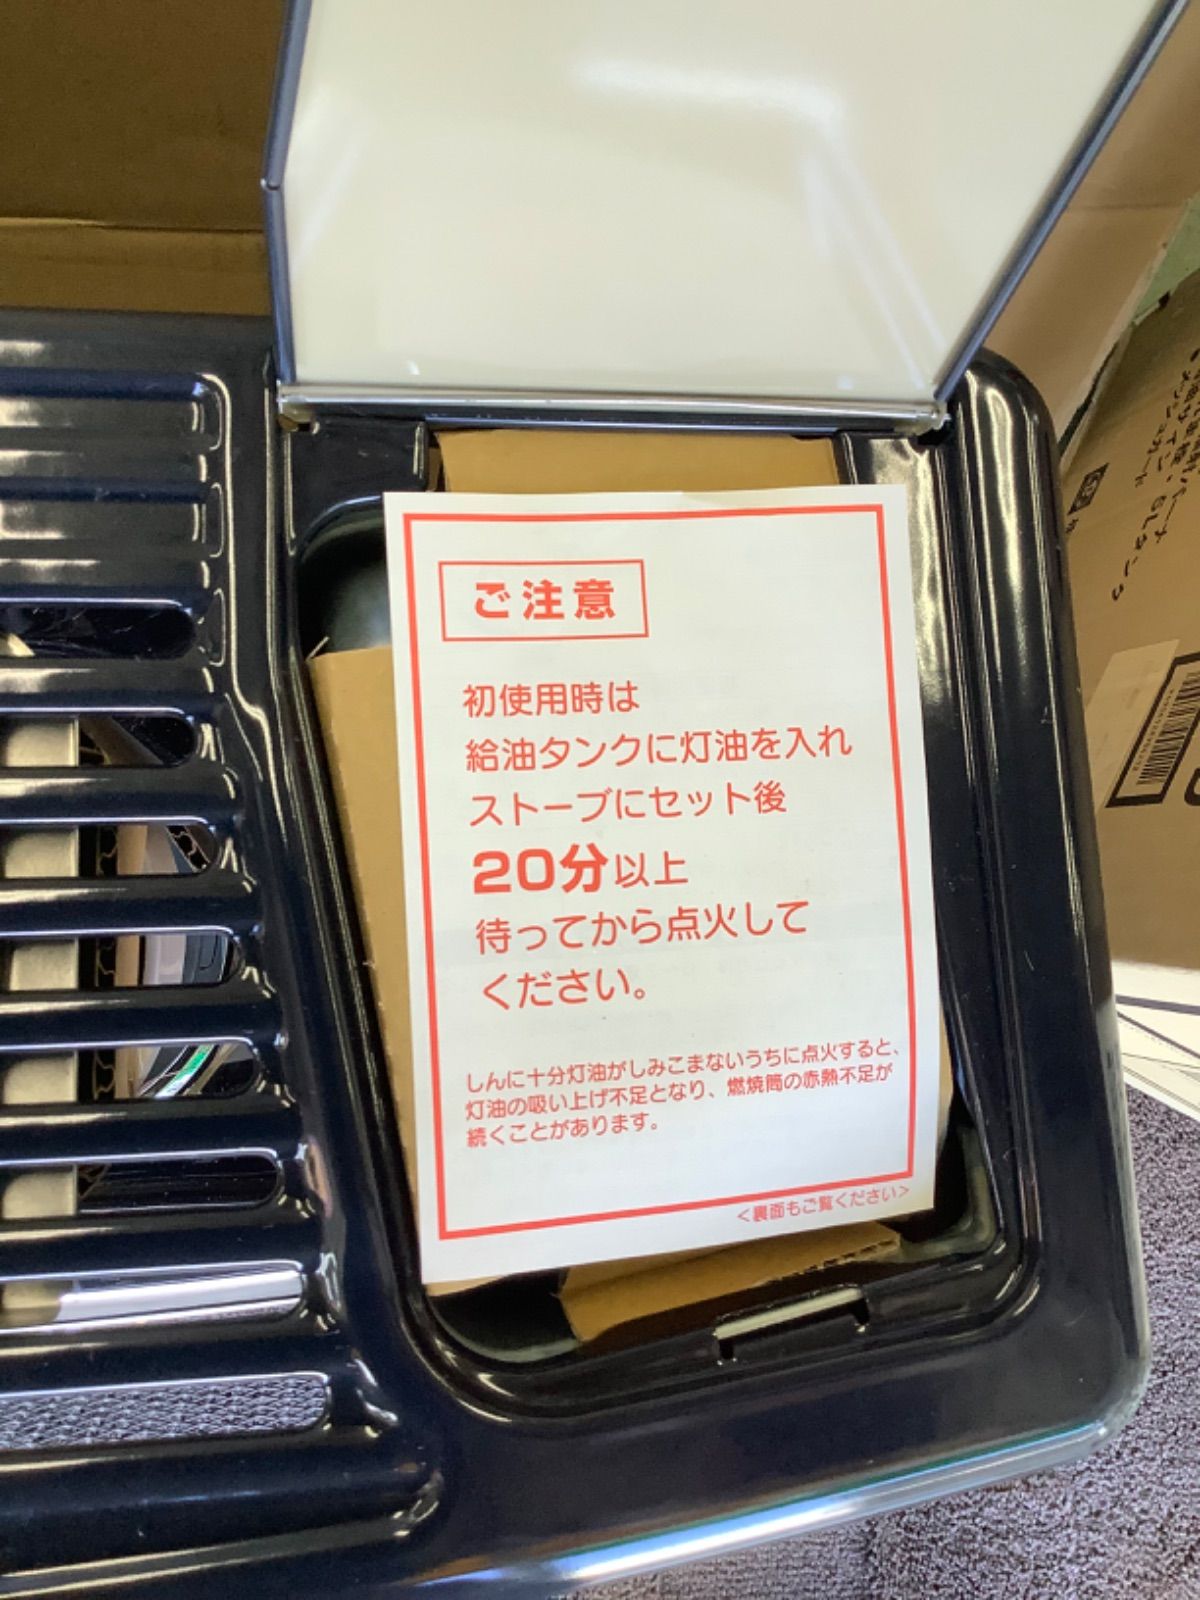 ご注意
初使用時は
給油タンクに灯油を入れ
ストーブにセット後
20分以上
待ってから点火して
ください。
しんに十分灯油がしみこまないうちに点火すると、
灯油の吸い上げ不足となり、燃焼筒の赤熱不足が
続くことがあります。
<裏面もご覧ください>